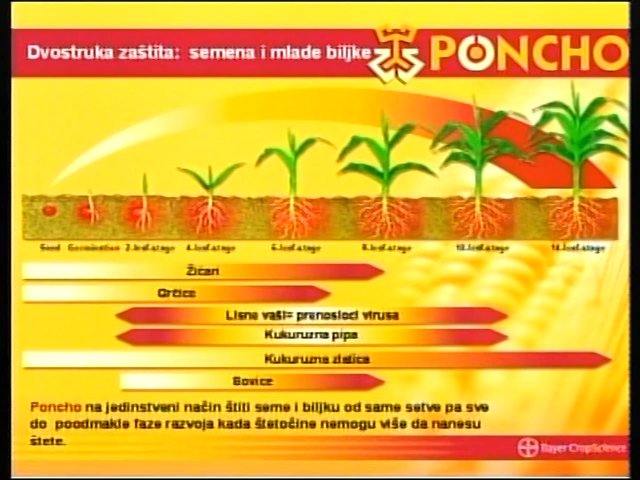 Dvostruka zaštita: semena i mlade biljke
PONCHO
Seed Germination 2-leaf-stage 4-leaf-stage 6-leaf-stage 8-leaf-stage 10-leaf-stage 14-leaf-stage
Žičari
Grčice
Lisne vaši= prenosioci virusa
Kukuruzna pipa
Kukuruzna zlatica
Sovice
Poncho na jedinstveni način štiti seme i biljku od same setve pa sve
do poodmakle faze razvoja kada štetočine nemogu više da nanesu
štete.
Bayer CropScience